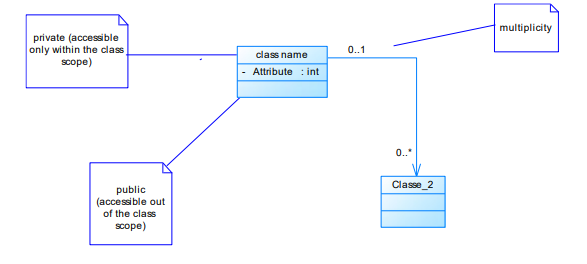 private (accessible
only within the class
scope)
class name
- Attribute : int
0..1
multiplicity
0..*
Classe_2
public
(accessible out
of the class
scope)